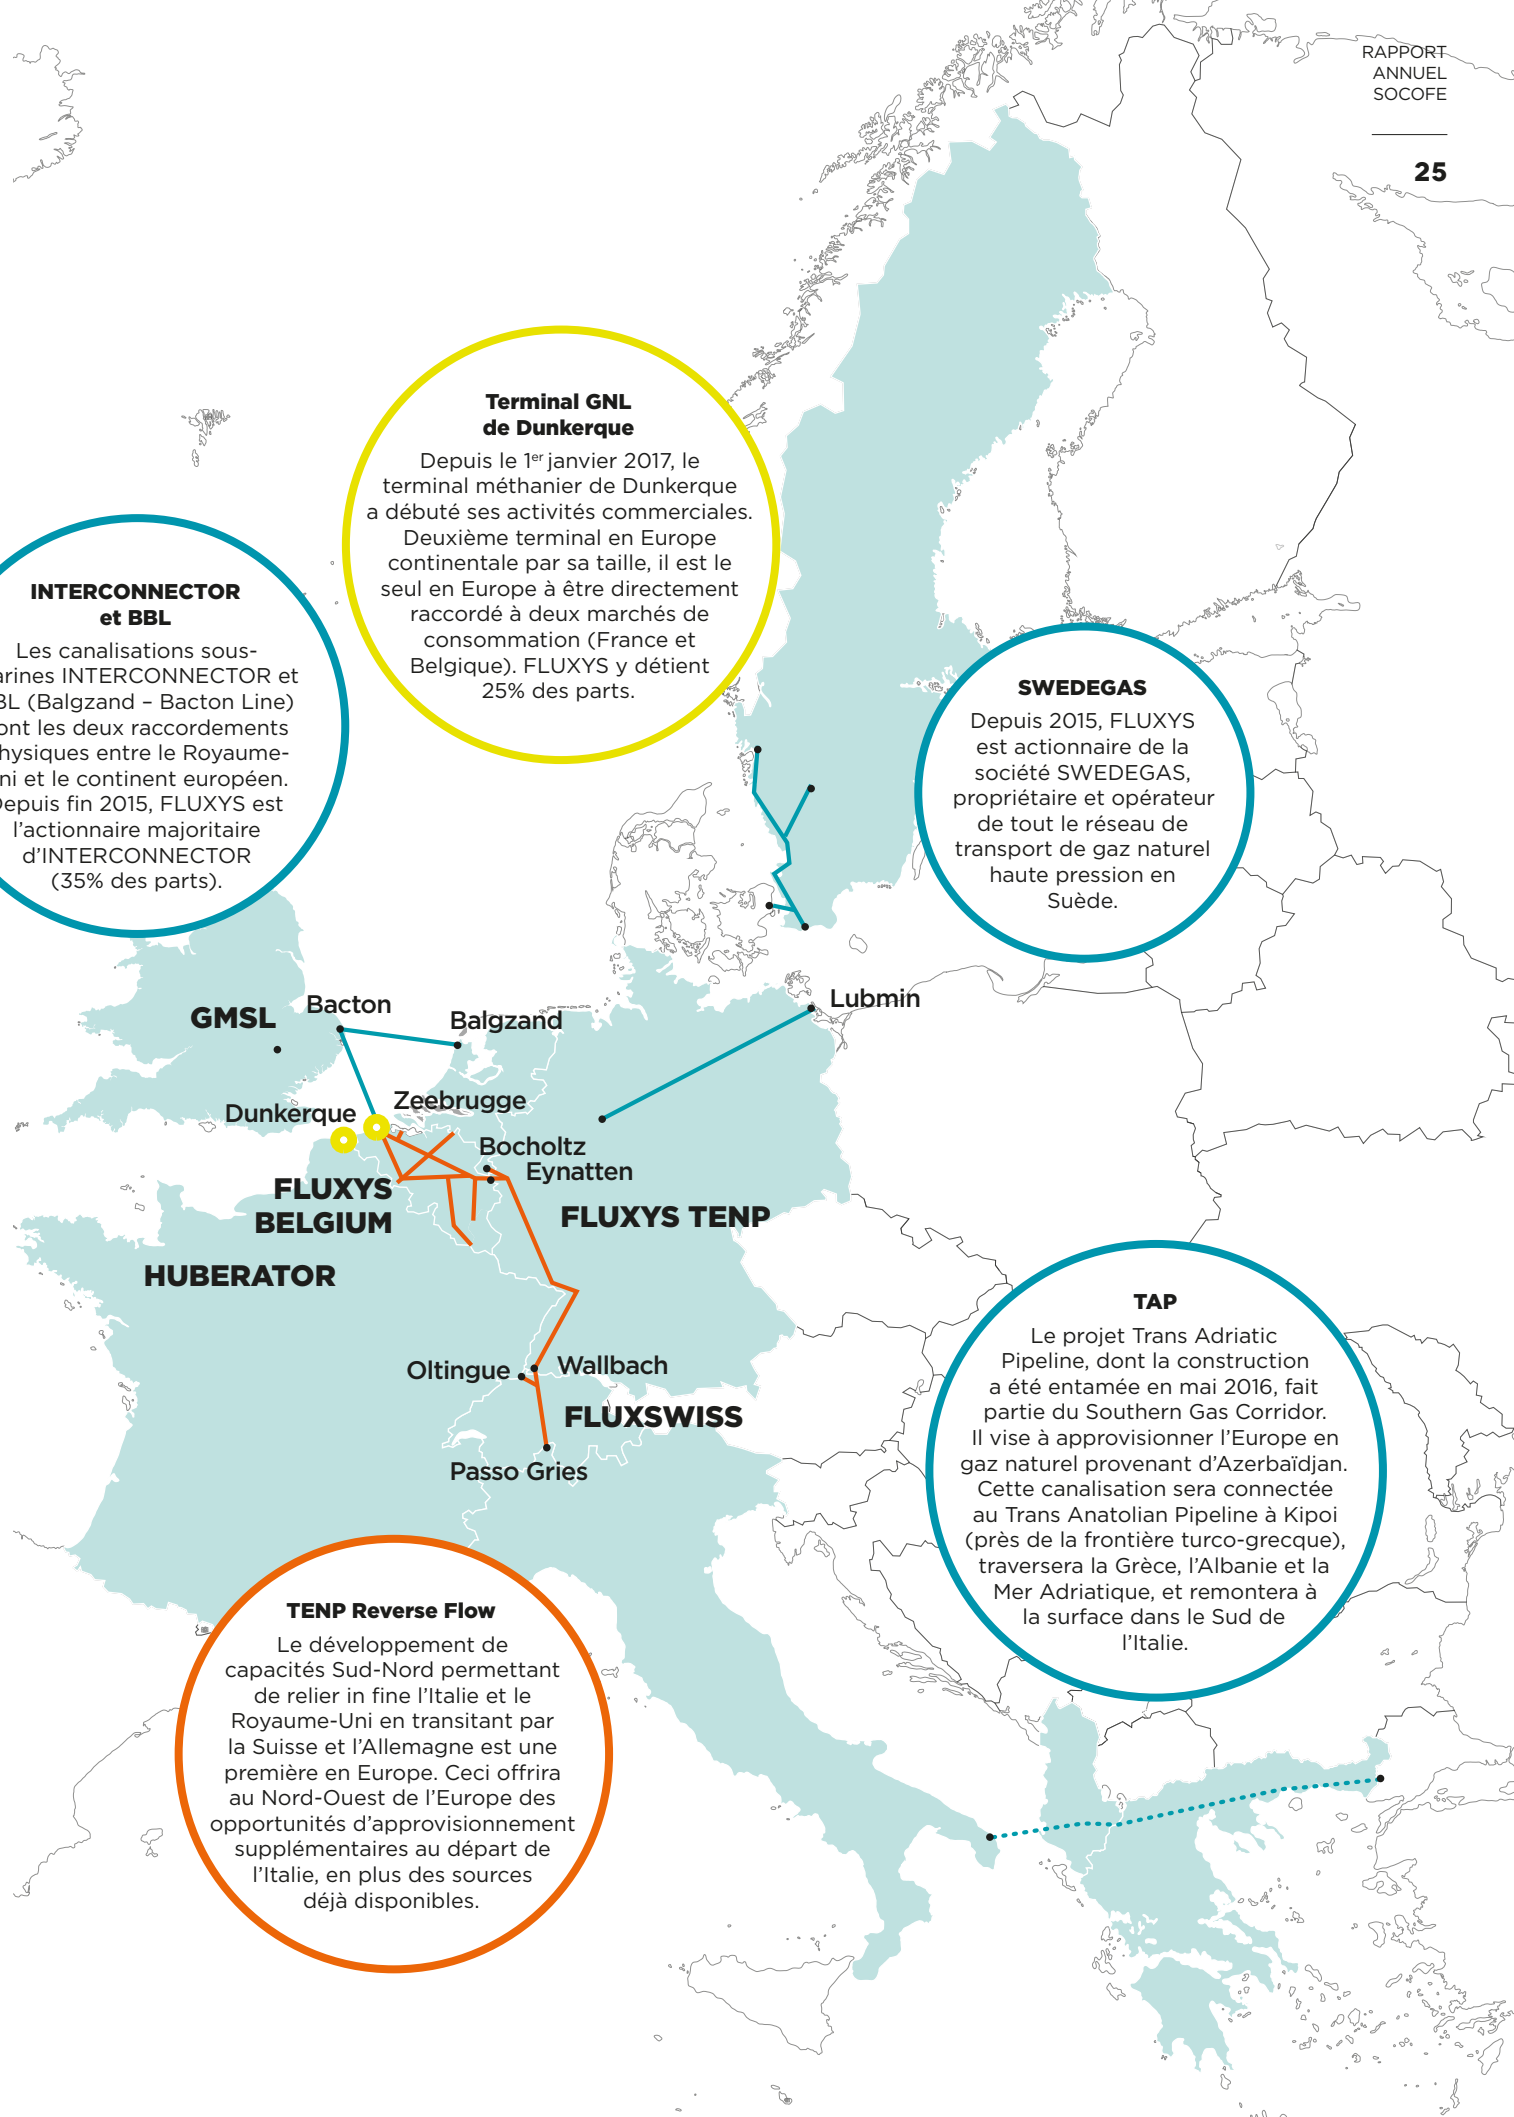 RAPPORT
ANNUEL
SOCOFE
25
Terminal GNL
de Dunkerque
Depuis le 1er janvier 2017, le
terminal méthanier de Dunkerque
a débuté ses activités commerciales.
Deuxième terminal en Europe
continentale par sa taille, il est le
seul en Europe à être directement
raccordé à deux marchés de
consommation (France et
Belgique). FLUXYS y détient
25% des parts.
INTERCONNECTOR
et BBL
Les canalisations sous-
arines INTERCONNECTOR et
BL (Balgzand – Bacton Line)
ont les deux raccordements
hysiques entre le Royaume-
ni et le continent européen.
Depuis fin 2015, FLUXYS est
l'actionnaire majoritaire
d'INTERCONNECTOR
(35% des parts).
SWEDEGAS
Depuis 2015, FLUXYS
est actionnaire de la
société SWEDEGAS,
propriétaire et opérateur
de tout le réseau de
transport de gaz naturel
haute pression en
Suède.
GMSL
Bacton
Balgzand
Lubmin
Dunkerque
Zeebrugge
Bocholtz
Eynatten
FLUXYS
BELGIUM
FLUXYS TENP
HUBERATOR
Oltingue
Wallbach
FLUXSWISS
Passo Gries
TAP
Le projet Trans Adriatic
Pipeline, dont la construction
a été entamée en mai 2016, fait
partie du Southern Gas Corridor.
Il vise à approvisionner l'Europe en
gaz naturel provenant d'Azerbaïdjan.
Cette canalisation sera connectée
au Trans Anatolian Pipeline à Kipoi
(près de la frontière turco-grecque),
traversera la Grèce, l'Albanie et la
Mer Adriatique, et remontera à
la surface dans le Sud de
l'Italie.
TENP Reverse Flow
Le développement de
capacités Sud-Nord permettant
de relier in fine l'Italie et le
Royaume-Uni en transitant par
la Suisse et l'Allemagne est une
première en Europe. Ceci offrira
au Nord-Ouest de l'Europe des
opportunités d'approvisionnement
supplémentaires au départ de
l'Italie, en plus des sources
déjà disponibles.